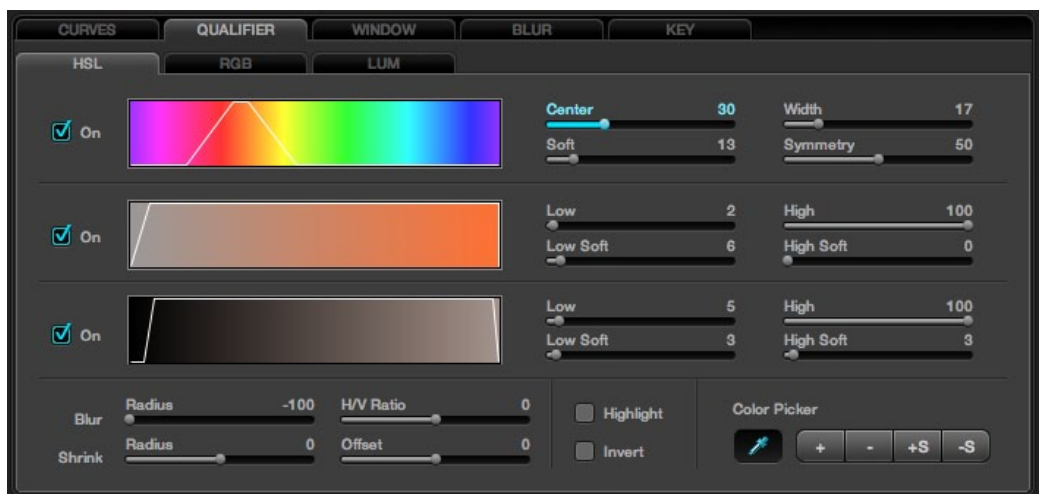 CURVES QUALIFIER WINDOW BLUR KEY
HSL RGB LUM
On Center 30 Width 17
Soft 13 Symmetry 50
On Low 2 High 100
Low Soft 6 High Soft 0
On Low 5 High 100
Low Soft 3 High Soft 3
Blur Radius -100 H/V Ratio 0 Highlight Color Picker
Shrink Radius 0 Offset 0 Invert + - +S -S